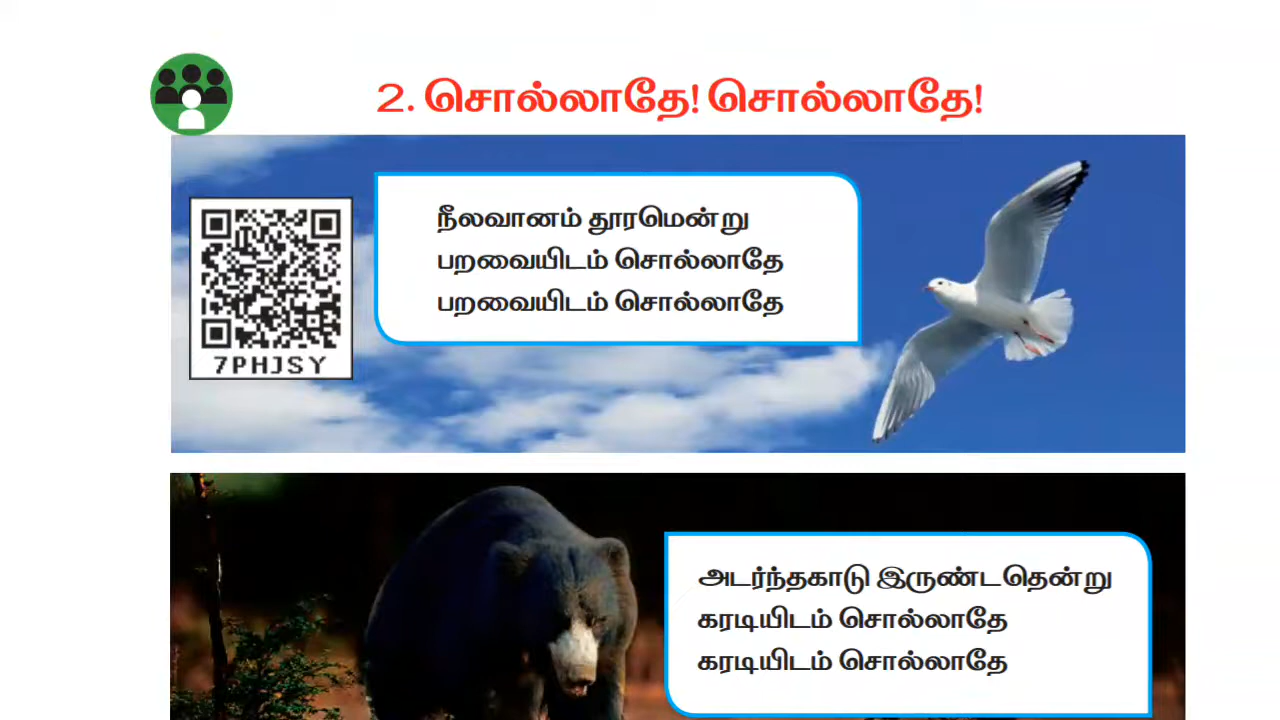 2. சொல்லாதே! சொல்லாதே!
நீலவானம் தூரமென்று
பறவையிடம் சொல்லாதே
பறவையிடம் சொல்லாதே
7PHJSY
அடர்ந்தகாடு இருண்டதென்று
கரடியிடம் சொல்லாதே
கரடியிடம் சொல்லாதே